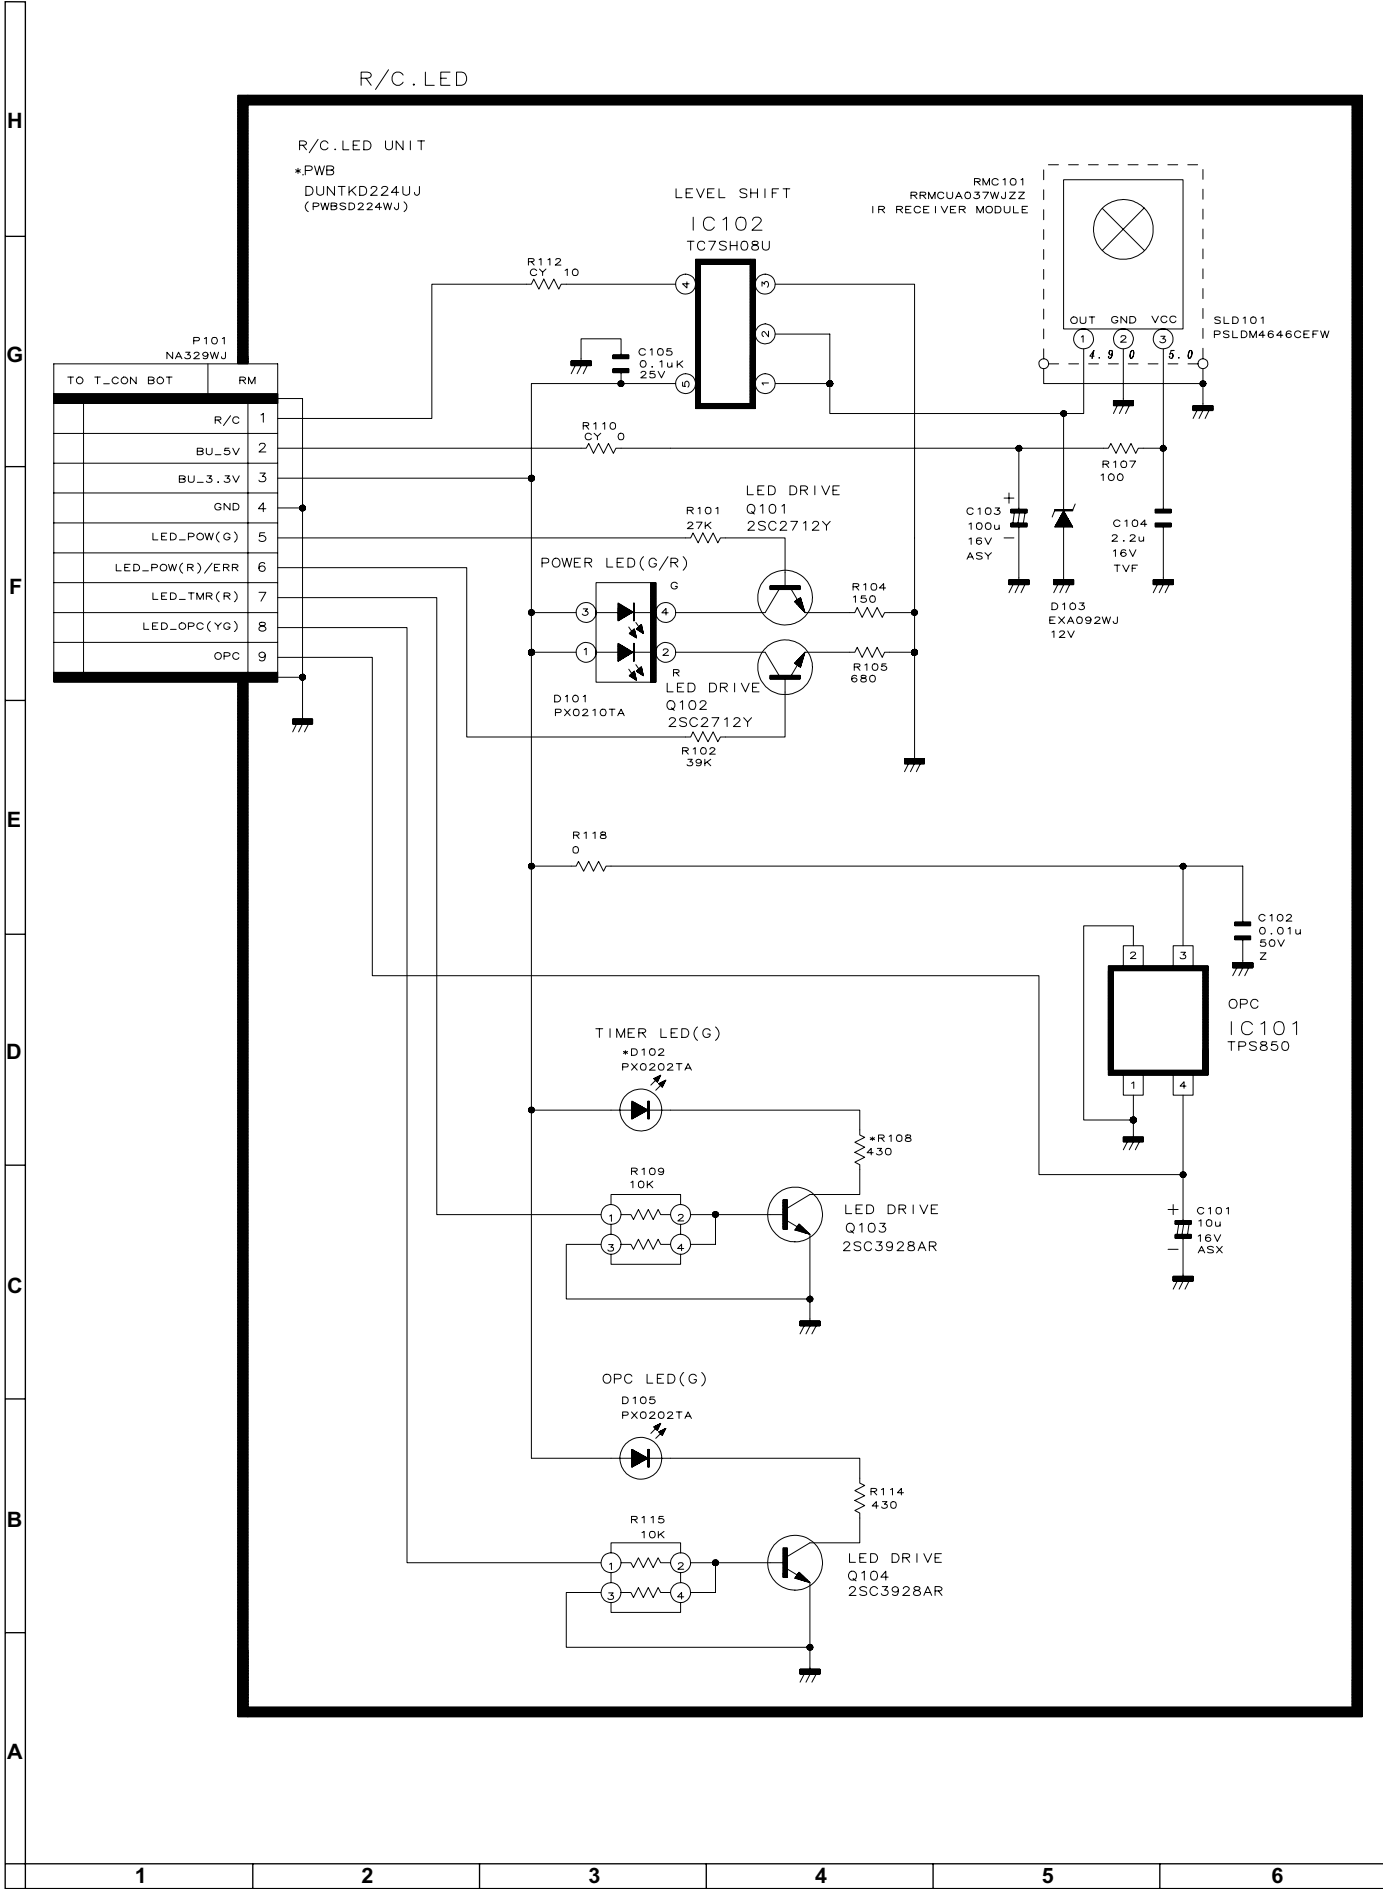 R/C.LED
H
R/C.LED UNIT
*.PWB
DUNTKD224UJ
(PWBSD224WJ)
LEVEL SHIFT
IC102
TC7SH08U
RMC101
RRMCUA037WJZZ
IR RECEIVER MODULE
R112
CY 10
4
3
2
5
1
C105
0.1uK
25V
OUT GND VCC
1 2 3
4.9 0 5.0
SLD101
PSLDM4646CEFW
G
P101
NA329WJ
TO T_CON BOT RM
R/C 1
BU_5V 2
BU_3.3V 3
GND 4
LED_POW(G) 5
LED_POW(R)/ERR 6
LED_TMR(R) 7
LED_OPC(YG) 8
OPC 9
R110
CY 0
R107
100
LED DRIVE
Q101
2SC2712Y
R101
27K
+
C103
100u
16V
-
ASY
C104
2.2u
16V
TVF
D103
EXA092WJ
12V
F
POWER LED(G/R)
G
3 4
1 2
R
R104
150
R105
680
D101
PX0210TA
LED DRIVE
Q102
2SC2712Y
R102
39K
E
R118
0
C102
0.01u
50V
Z
2 3
OPC
IC101
TPS850
1 4
D
TIMER LED(G)
*D102
PX0202TA
*R108
430
R109
10K
1 2
3 4
LED DRIVE
Q103
2SC3928AR
+
C101
10u
16V
-
ASX
C
OPC LED(G)
D105
PX0202TA
R114
430
B
R115
10K
1 2
3 4
LED DRIVE
Q104
2SC3928AR
A
1 2 3 4 5 6